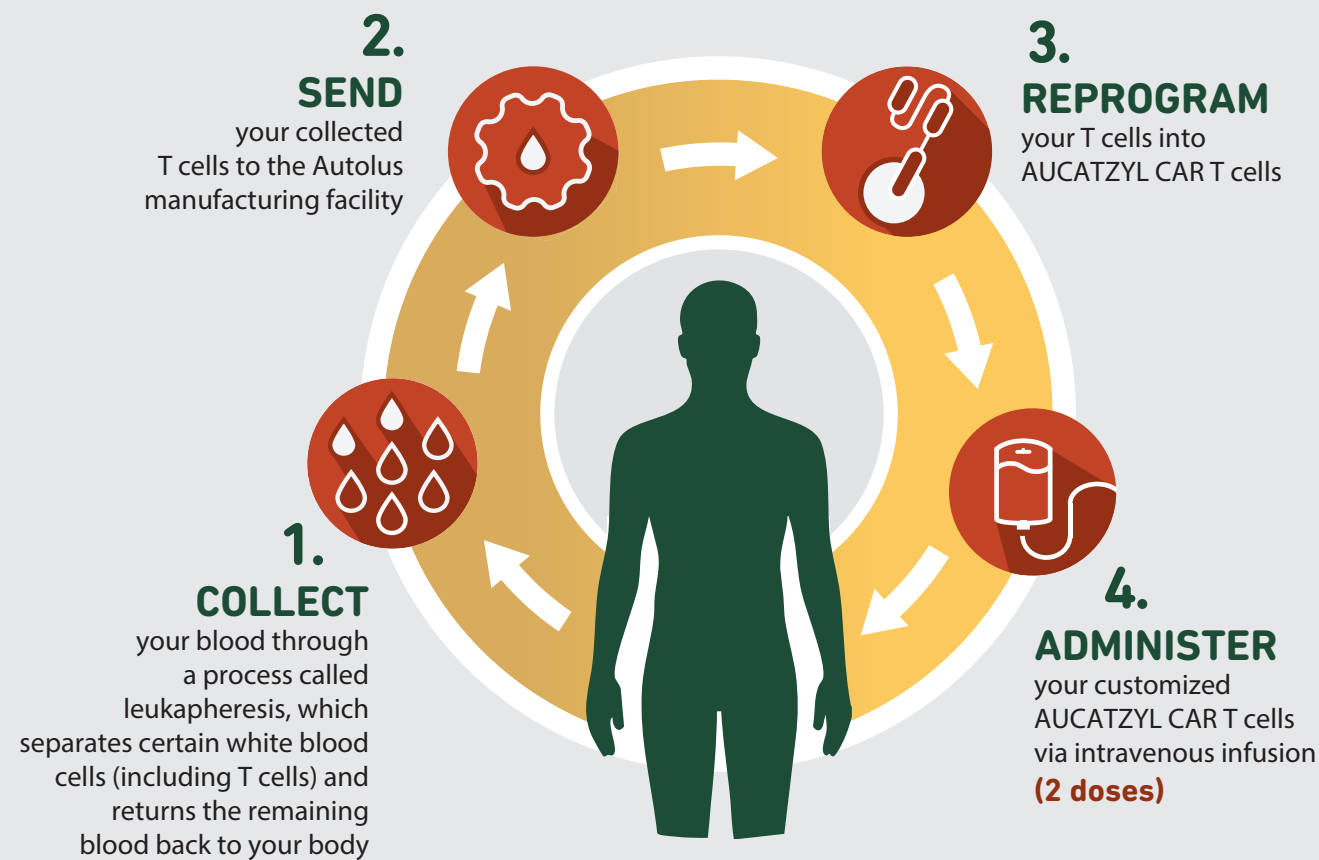 1.
COLLECT
your blood through
a process called
leukapheresis, which
separates certain white blood
cells (including T cells) and
returns the remaining
blood back to your body
2.
SEND
your collected
T cells to the Autolus
manufacturing facility
3.
REPROGRAM
your T cells into
AUCATZYL CAR T cells
4.
ADMINISTER
your customized
AUCATZYL CAR T cells
via intravenous infusion
(2 doses)